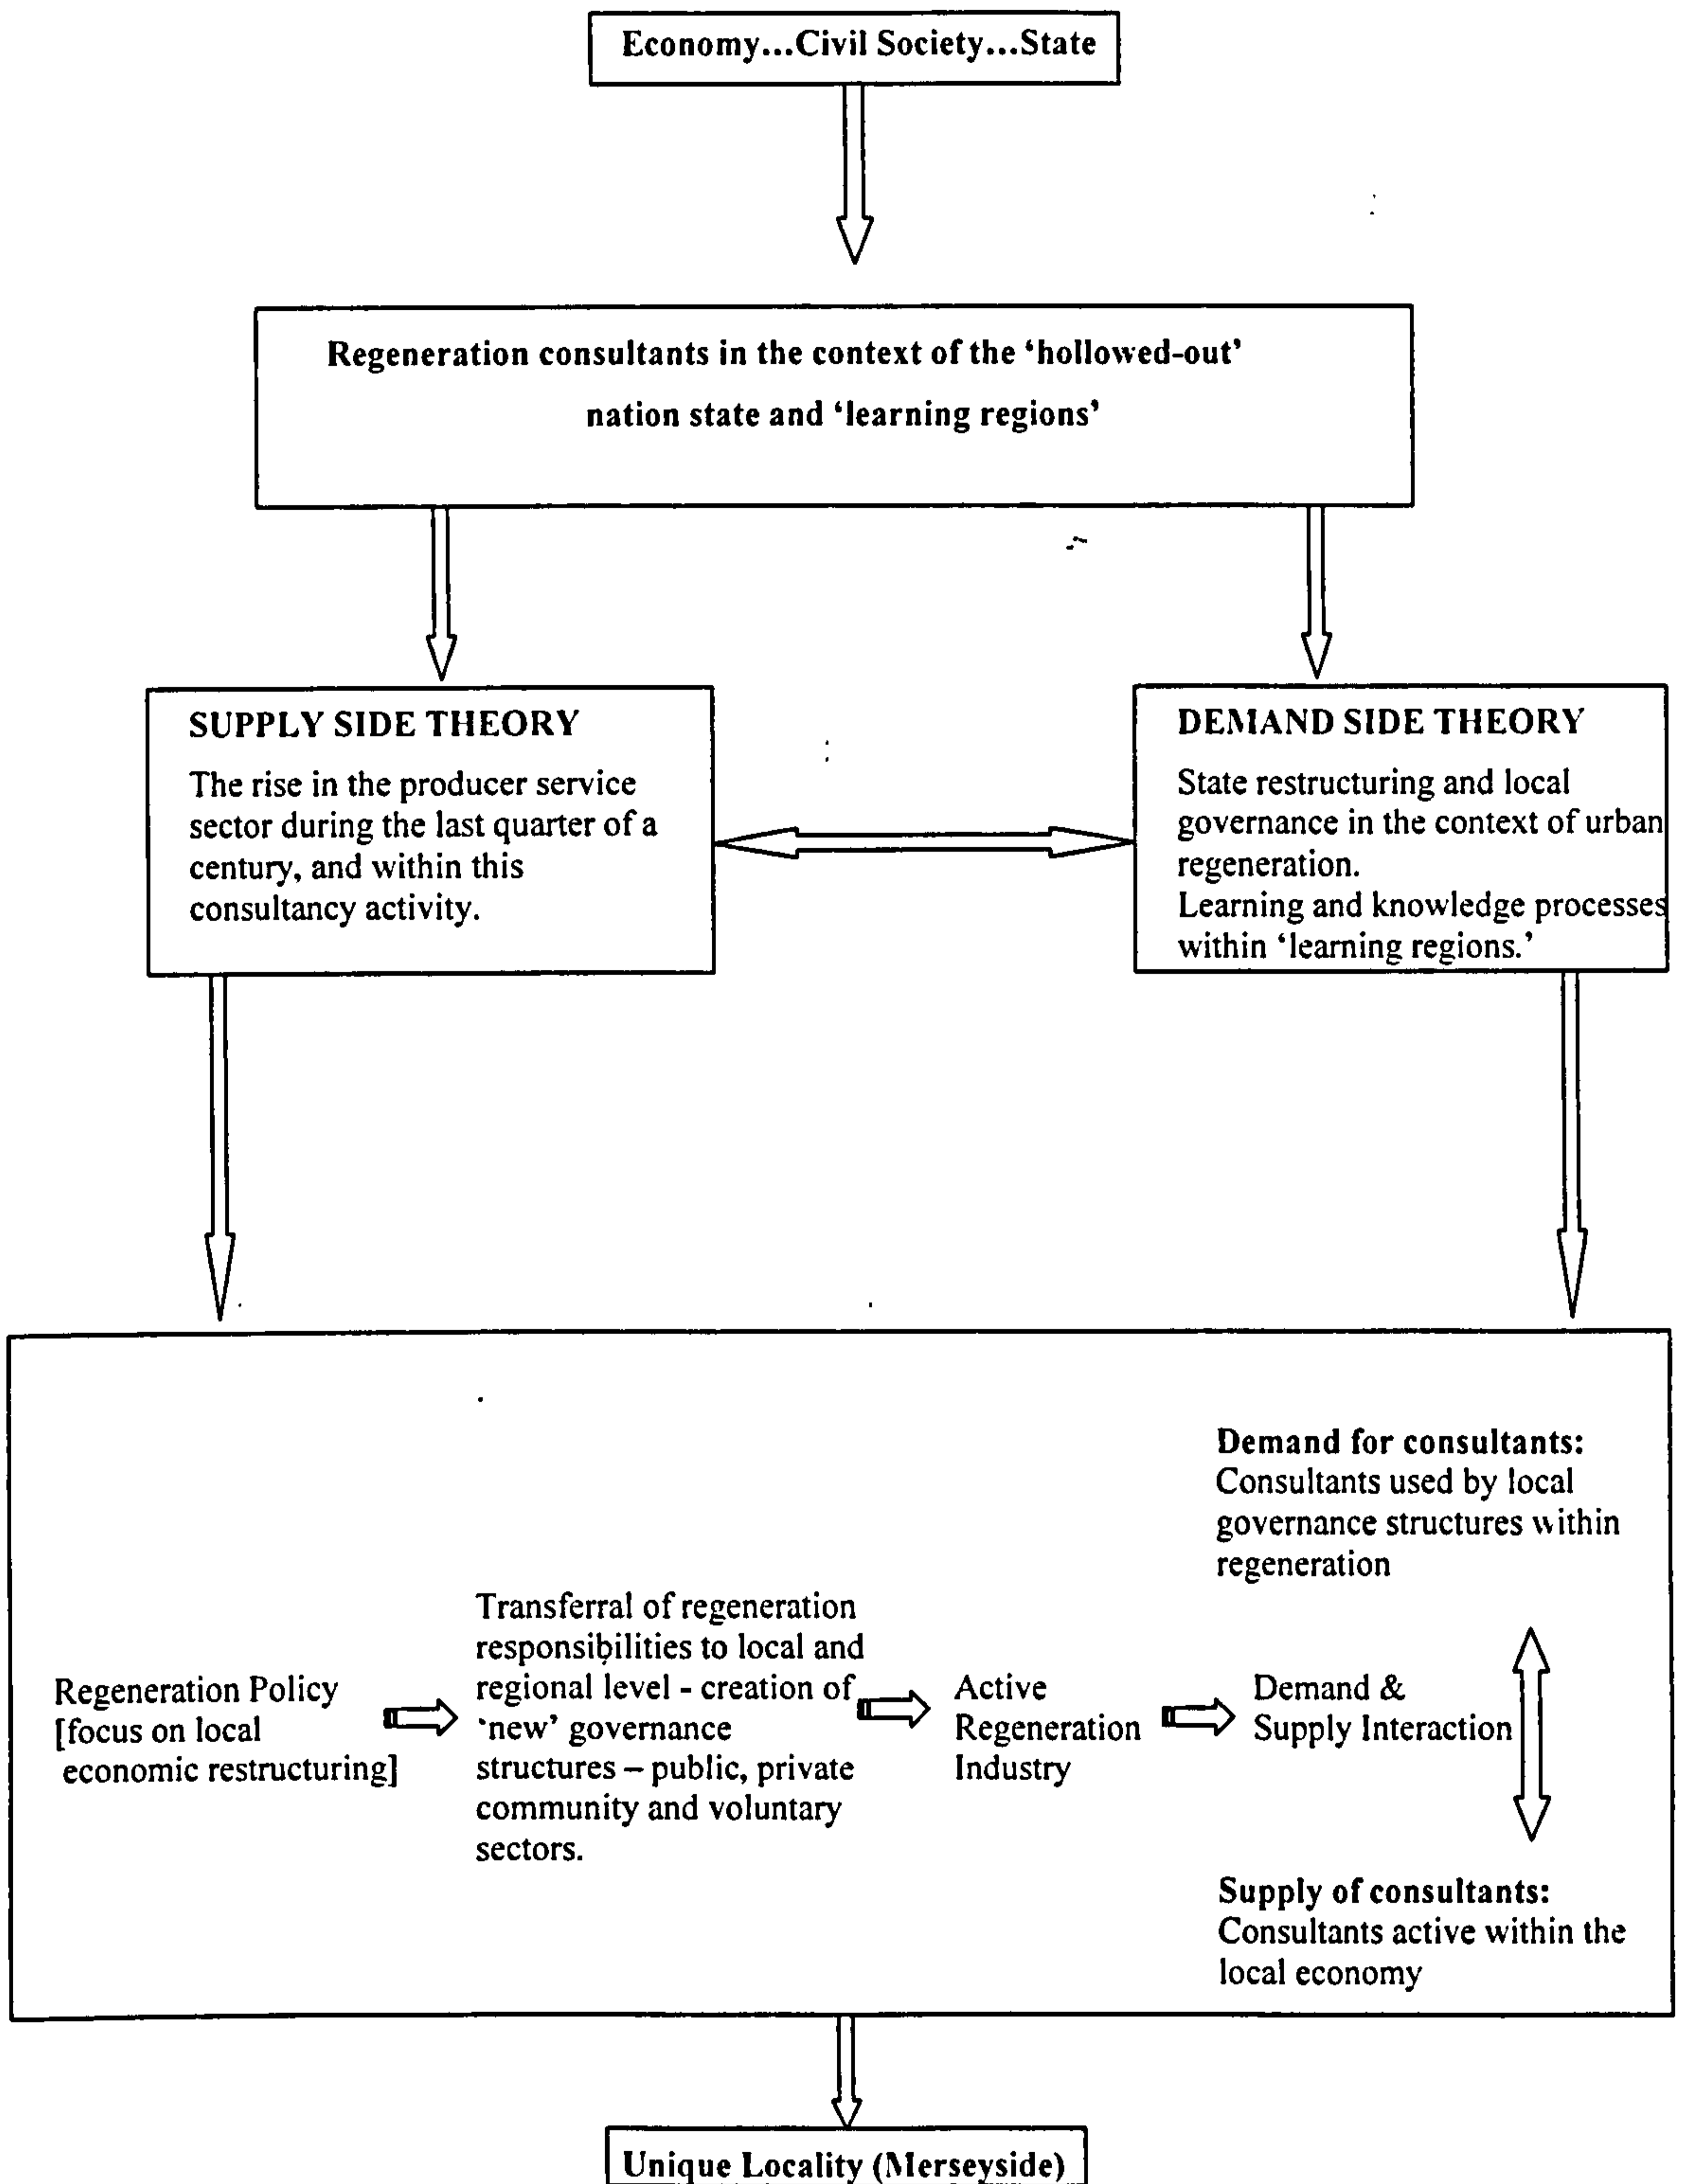 Economy...Civil Society...State
Regeneration consultants in the context of the ‘hollowed-out’
nation state and ‘learning regions’
SUPPLY SIDE THEORY
The rise in the producer service
sector during the last quarter of a
century, and within this
consultancy activity.
DEMAND SIDE THEORY
State restructuring and local
governance in the context of urban
regeneration.
Learning and knowledge processes
within ‘learning regions.’
Regeneration Policy
[focus on local
economic restructuring]
Transferral of regeneration
responsibilities to local and
regional level - creation of
‘new’ governance
structures – public, private
community and voluntary
sectors.
Active
Regeneration
Industry
Demand &
Supply Interaction
Demand for consultants:
Consultants used by local
governance structures within
regeneration
Supply of consultants:
Consultants active within the
local economy
Unique Locality (Merseyside)